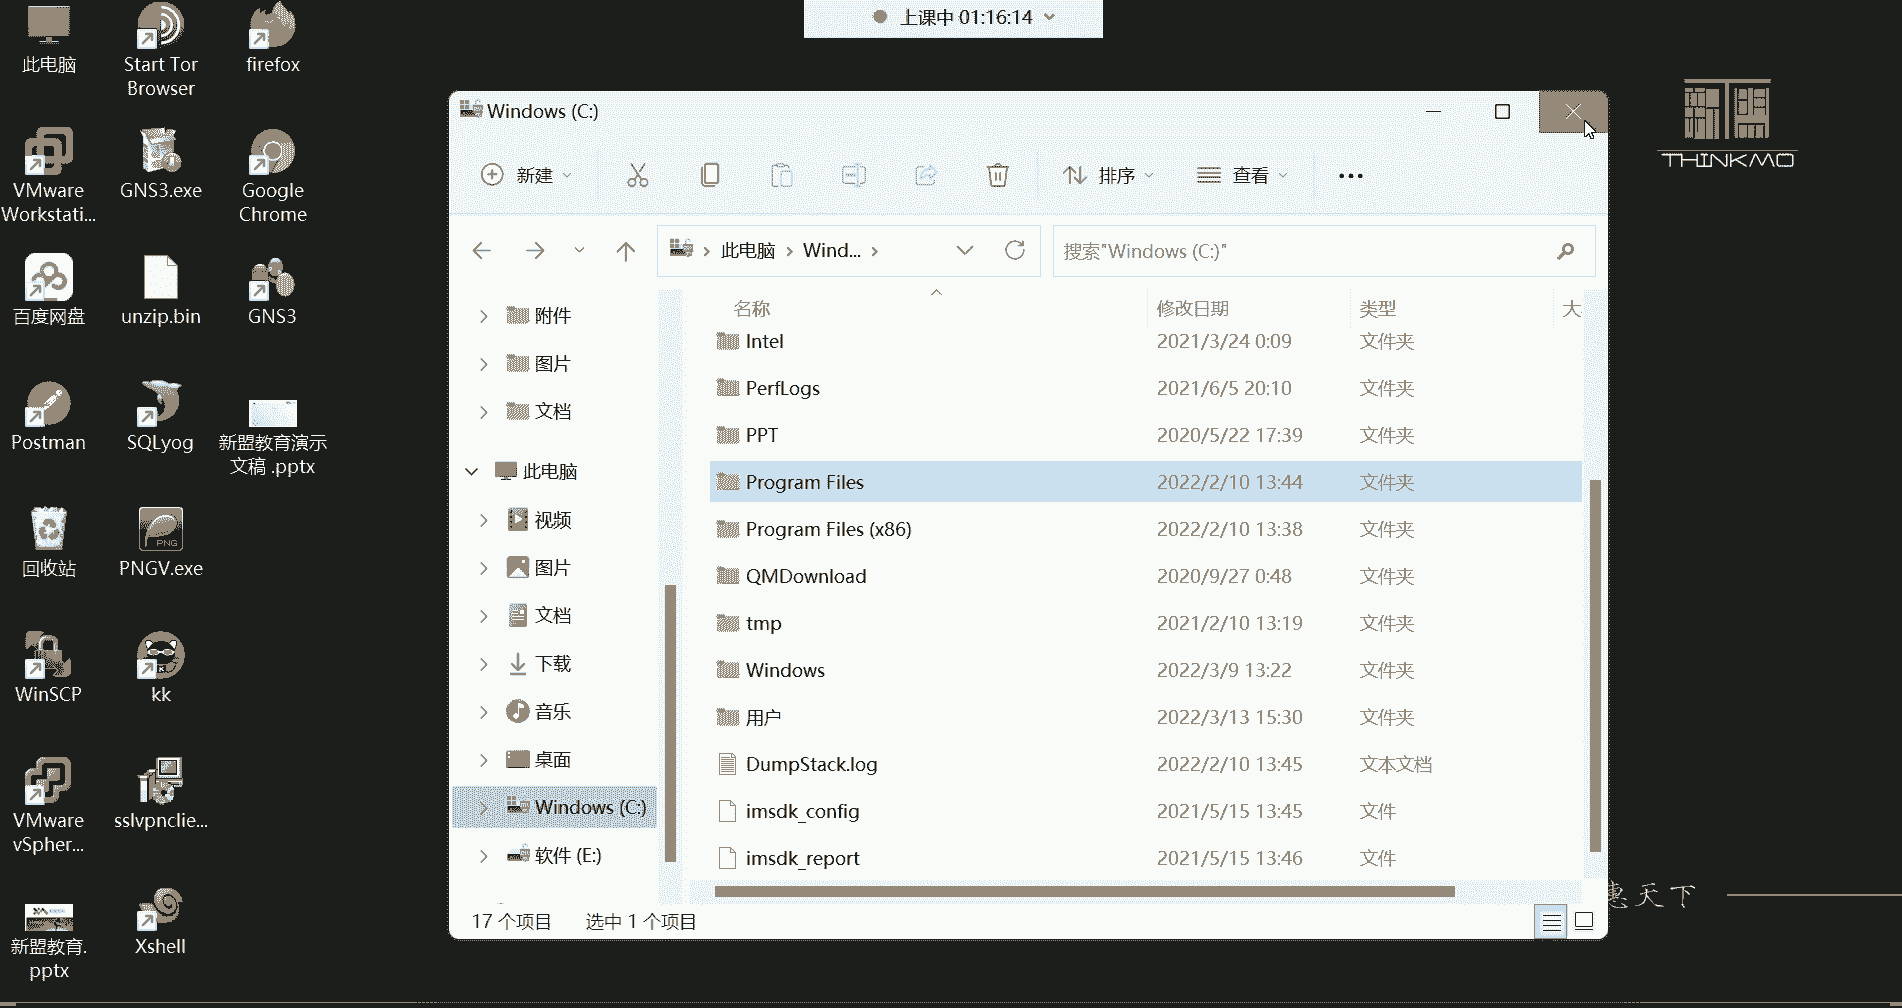 上课中 01:16:14
此电脑
Start Tor
Browser
firefox
VMware
Workstati...
GNS3.exe
Google
Chrome
百度网盘
unzip.bin
GNS3
Postman
SQLyog
新盟教育演示
文稿 .pptx
回收站
PNG
PNGV.exe
WinSCP
kk
VMware
vSpher...
sslvpnclie...
新盟教育.
pptx
Xshell
THINKMO
Windows (C:)
新建
排序
查看
此电脑
Wind...
搜索"Windows (C:)"
附件
图片
文档
此电脑
视频
图片
文档
下载
音乐
桌面
Windows (C:)
软件 (E:)
名称 修改日期 类型 大
Intel 2021/3/24 0:09 文件夹
PerfLogs 2021/6/5 20:10 文件夹
PPT 2020/5/22 17:39 文件夹
Program Files 2022/2/10 13:44 文件夹
Program Files (x86) 2022/2/10 13:38 文件夹
QMDownload 2020/9/27 0:48 文件夹
tmp 2021/2/10 13:19 文件夹
Windows 2022/3/9 13:22 文件夹
用户 2022/3/13 15:30 文件夹
DumpStack.log 2022/2/10 13:45 文本文档
imsdk_config 2021/5/15 13:45 文件
imsdk_report 2021/5/15 13:46 文件
17 个项目 选中 1 个项目
惠天下